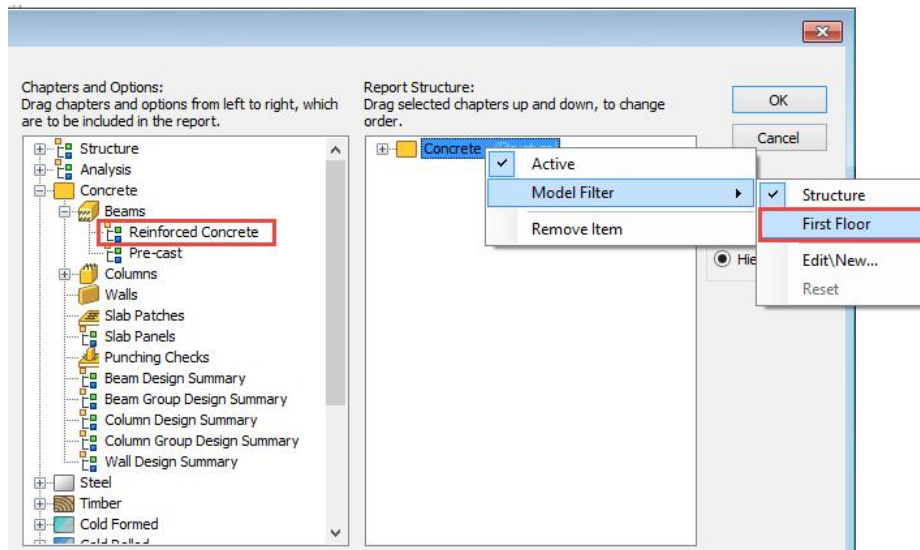 Chapters and Options:
Drag chapters and options from left to right, which
are to be included in the report.
Structure
Analysis
Concrete
Beams
Reinforced Concrete
Pre-cast
Columns
Walls
Slab Patches
Slab Panels
Punching Checks
Beam Design Summary
Beam Group Design Summary
Column Design Summary
Column Group Design Summary
Wall Design Summary
Steel
Timber
Cold Formed
Cold Rolled
Report Structure:
Drag selected chapters up and down, to change
order.
Concrete
Active
Model Filter
Remove Item
Structure
First Floor
Edit\New...
Reset
OK
Cancel
Hie